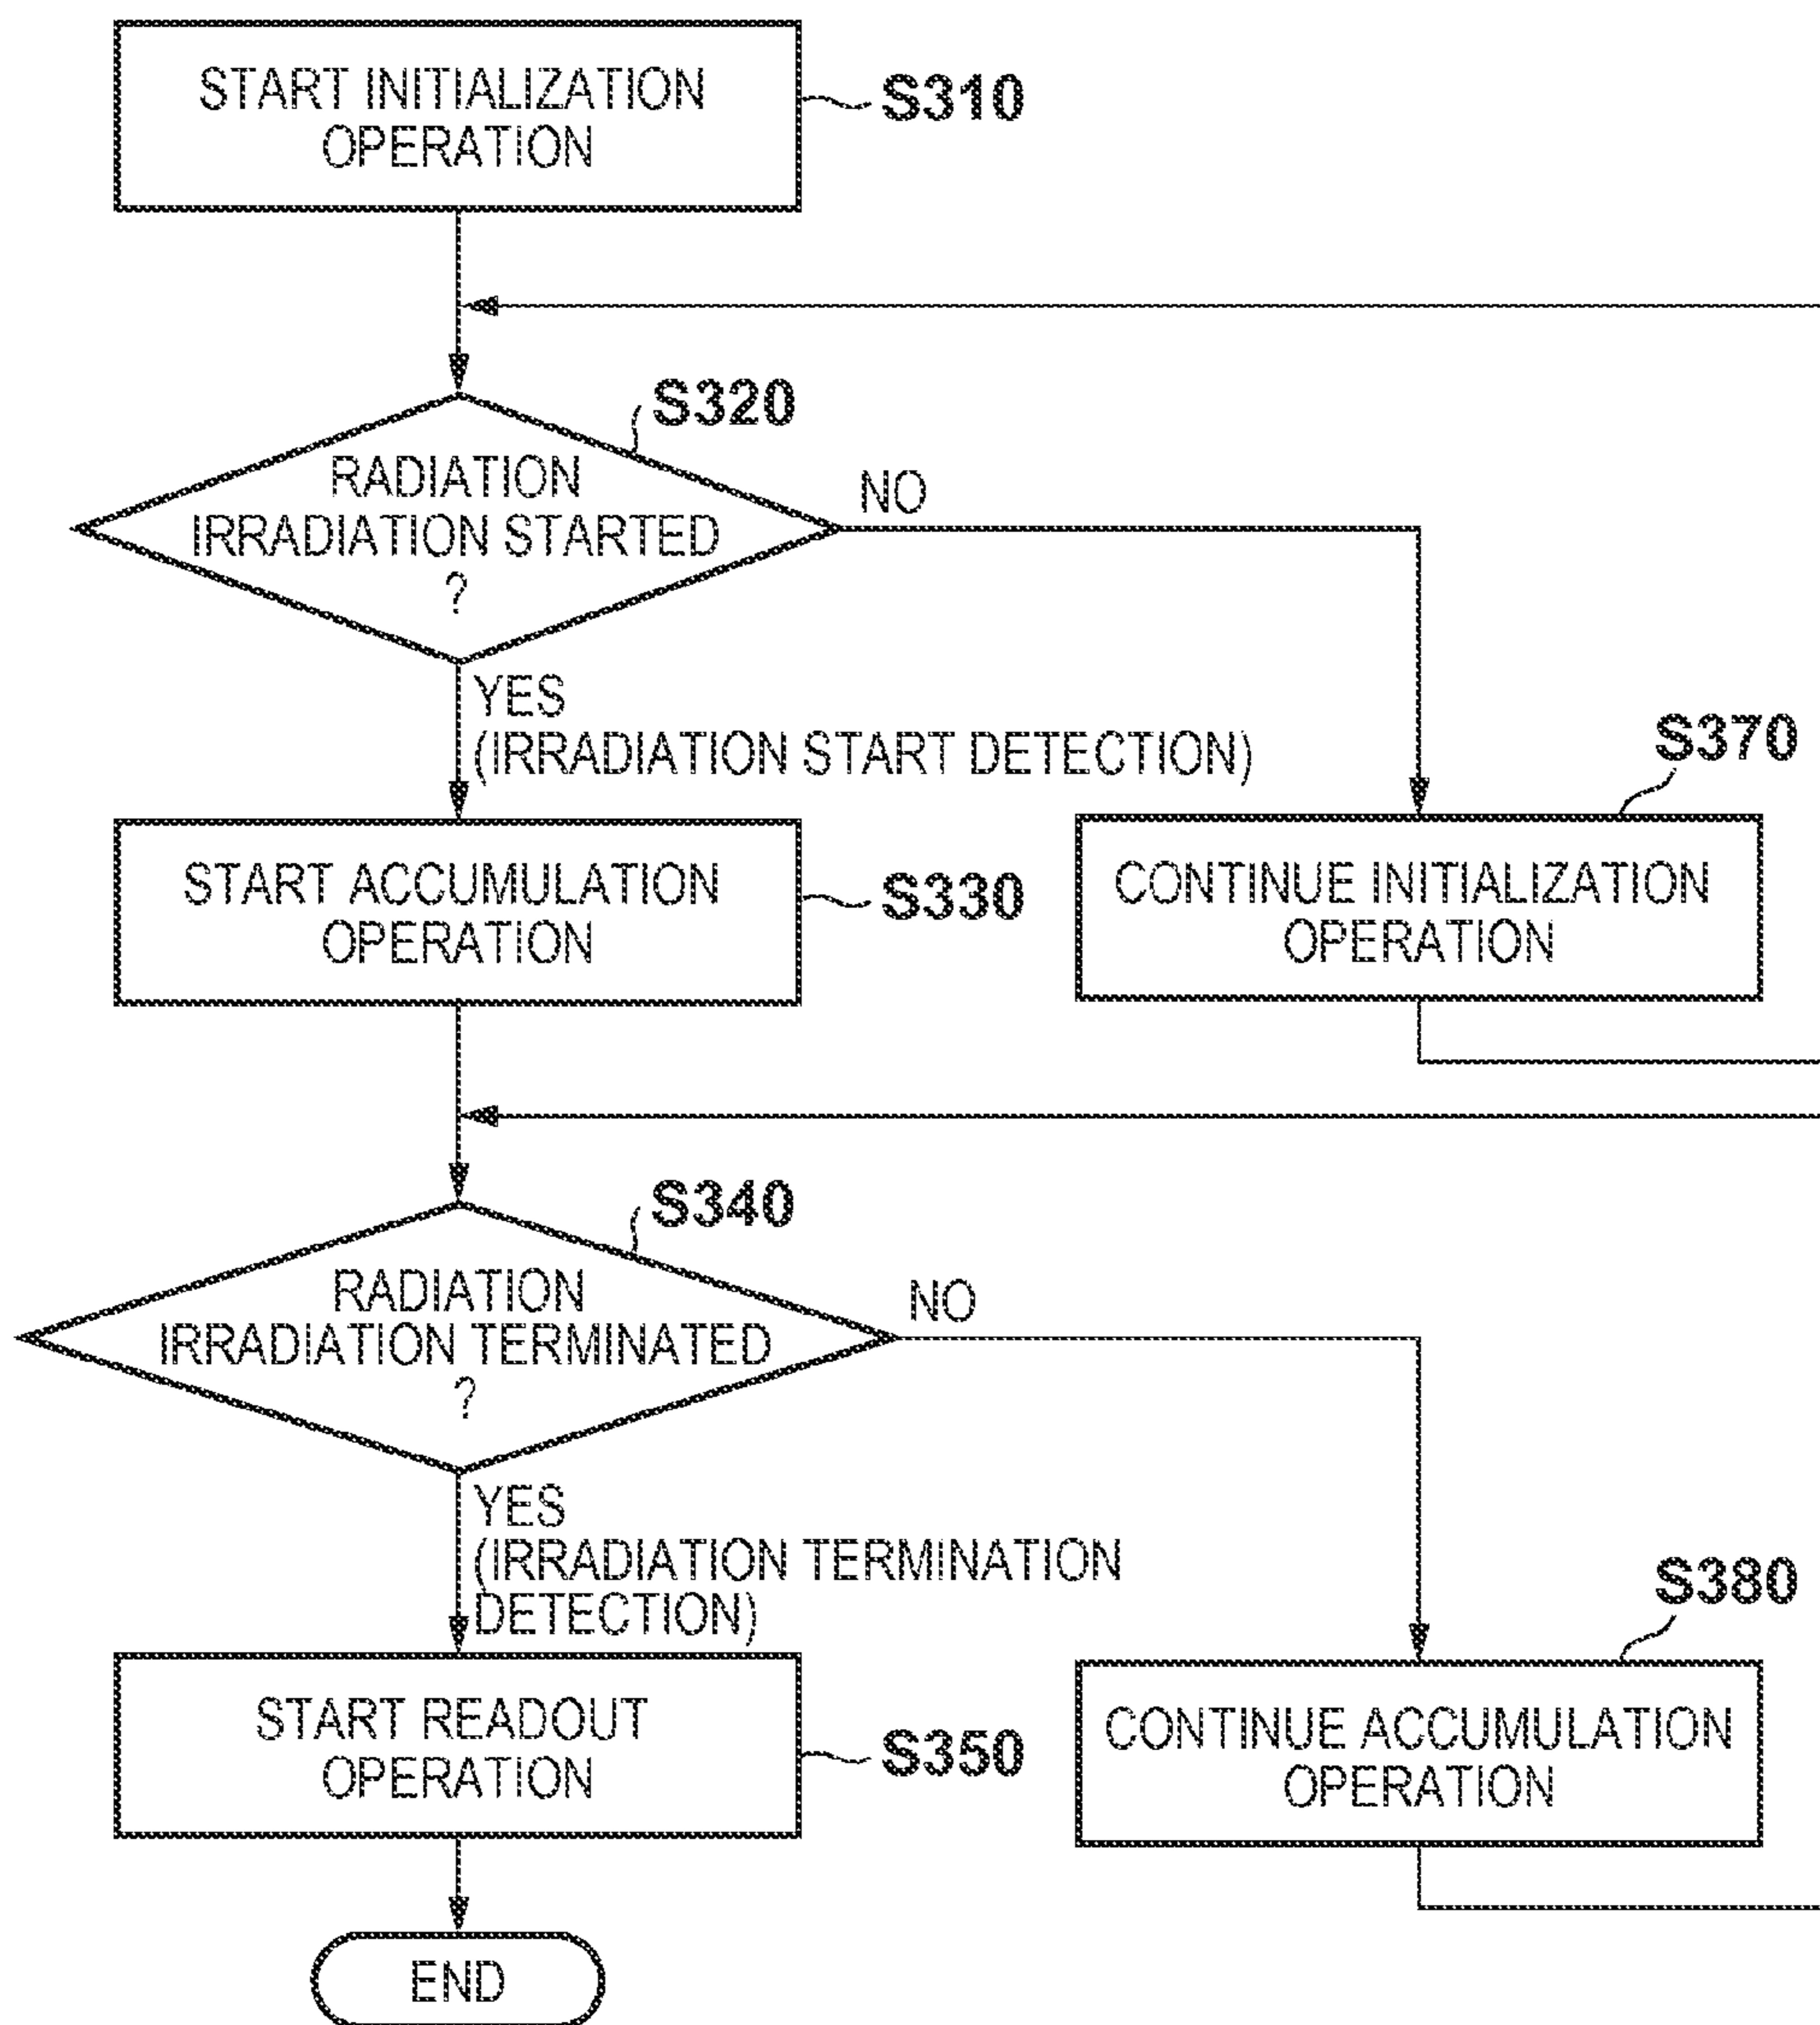 START INITIALIZATION
OPERATION
S310
S320
RADIATION
IRRADIATION STARTED
?
NO
YES
(IRRADIATION START DETECTION)
S370
START ACCUMULATION
OPERATION
S330
CONTINUE INITIALIZATION
OPERATION
S340
RADIATION
IRRADIATION TERMINATED
?
NO
YES
(IRRADIATION TERMINATION
DETECTION)
S380
START READOUT
OPERATION
S350
CONTINUE ACCUMULATION
OPERATION
END